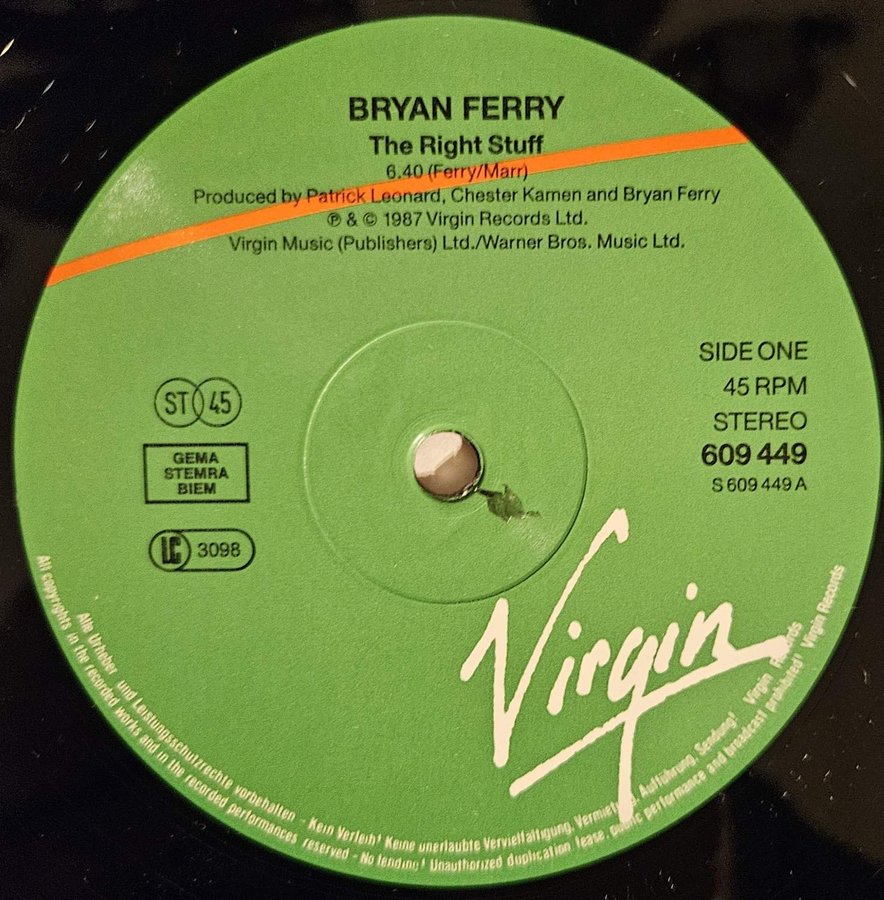 BRYAN FERRY
The Right Stuff
6.40 (Ferry/Marr)
Produced by Patrick Leonard, Chester Kamen and Bryan Ferry
℗ & © 1987 Virgin Records Ltd.
Virgin Music (Publishers) Ltd./Warner Bros. Music Ltd.
SIDE ONE
45 RPM
STEREO
609 449
S 609 449 A
ST 45
GEMA
STEMRA
BIEM
LC 3098
Virgin
Alle Urheber und Leistungsschutzrechte vorbehalten - Kein Verleih! Keine unerlaubte Vervielfältigung, Vermietung, Aufführung, Sendung! Virgin Records
All copyrights in the recorded works and in the recorded performances reserved - No lending! Unauthorized duplication lease, public performance and broadcast prohibited! Virgin Records